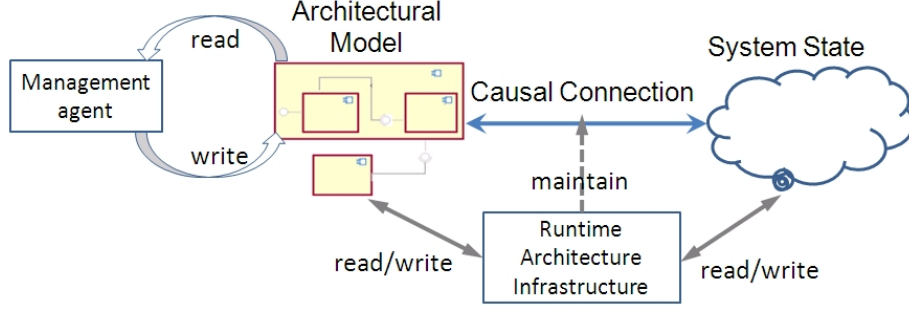 Architectural
Model
read
System State
Management
agent
Causal Connection
write
maintain
Runtime
Architecture
Infrastructure
read/write
read/write